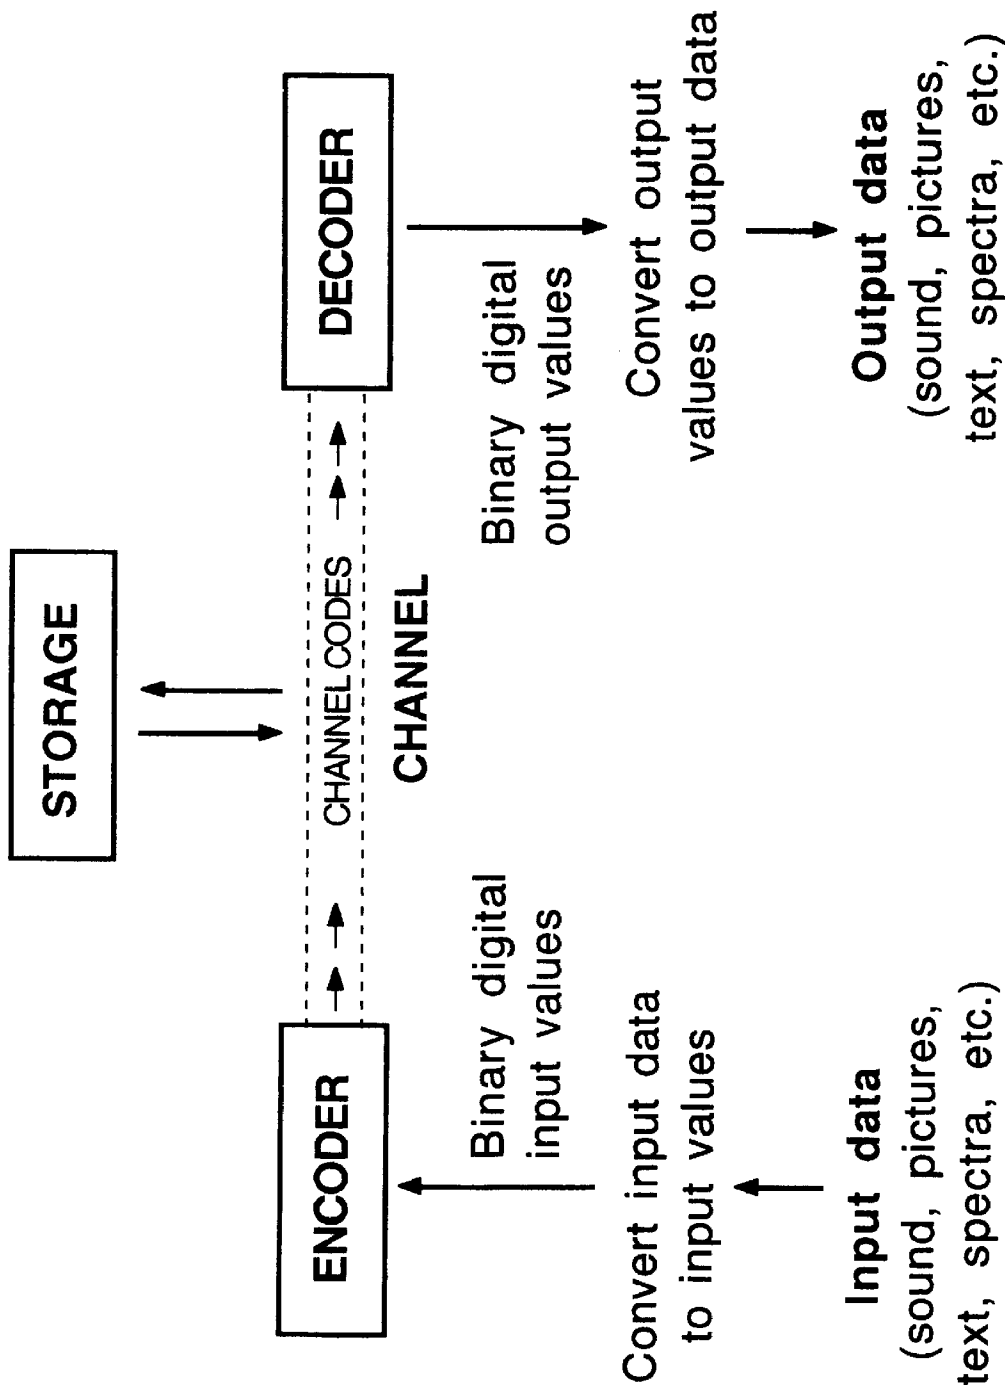 STORAGE
ENCODER
CHANNEL CODES
DECODER
CHANNEL
Binary digital
input values
Binary digital
output values
Convert input data
to input values
Convert output
values to output data
Input data
(sound, pictures,
text, spectra, etc.)
Output data
(sound, pictures,
text, spectra, etc.)